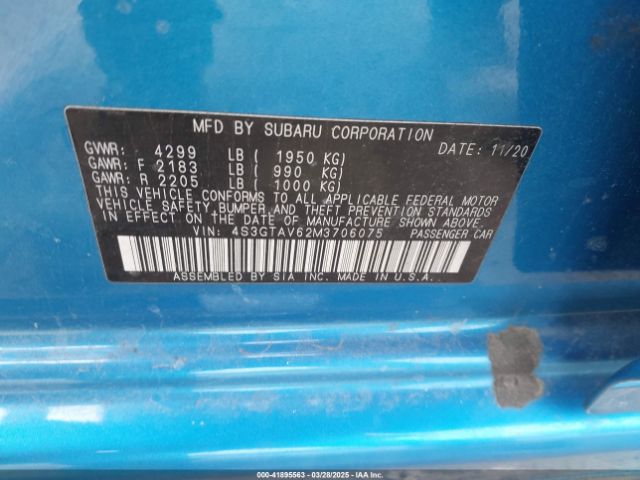 MFD BY SUBARU CORPORATION DATE: 11/20
GVWR: 4299 LB ( 1950 KG)
GAWR: F 2183 LB ( 990 KG)
GAWR: R 2205 LB ( 1000 KG)
THIS VEHICLE CONFORMS TO ALL APPLICABLE FEDERAL MOTOR
VEHICLE SAFETY, BUMPER, AND THEFT PREVENTION STANDARDS
IN EFFECT ON THE DATE OF MANUFACTURE SHOWN ABOVE.
VIN: 4S3GTAV62M3706075 PASSENGER CAR
ASSEMBLED BY SIA INC. MADE IN U.S.A.
000-41895563 | 03/28/2025 - IAA Corp.